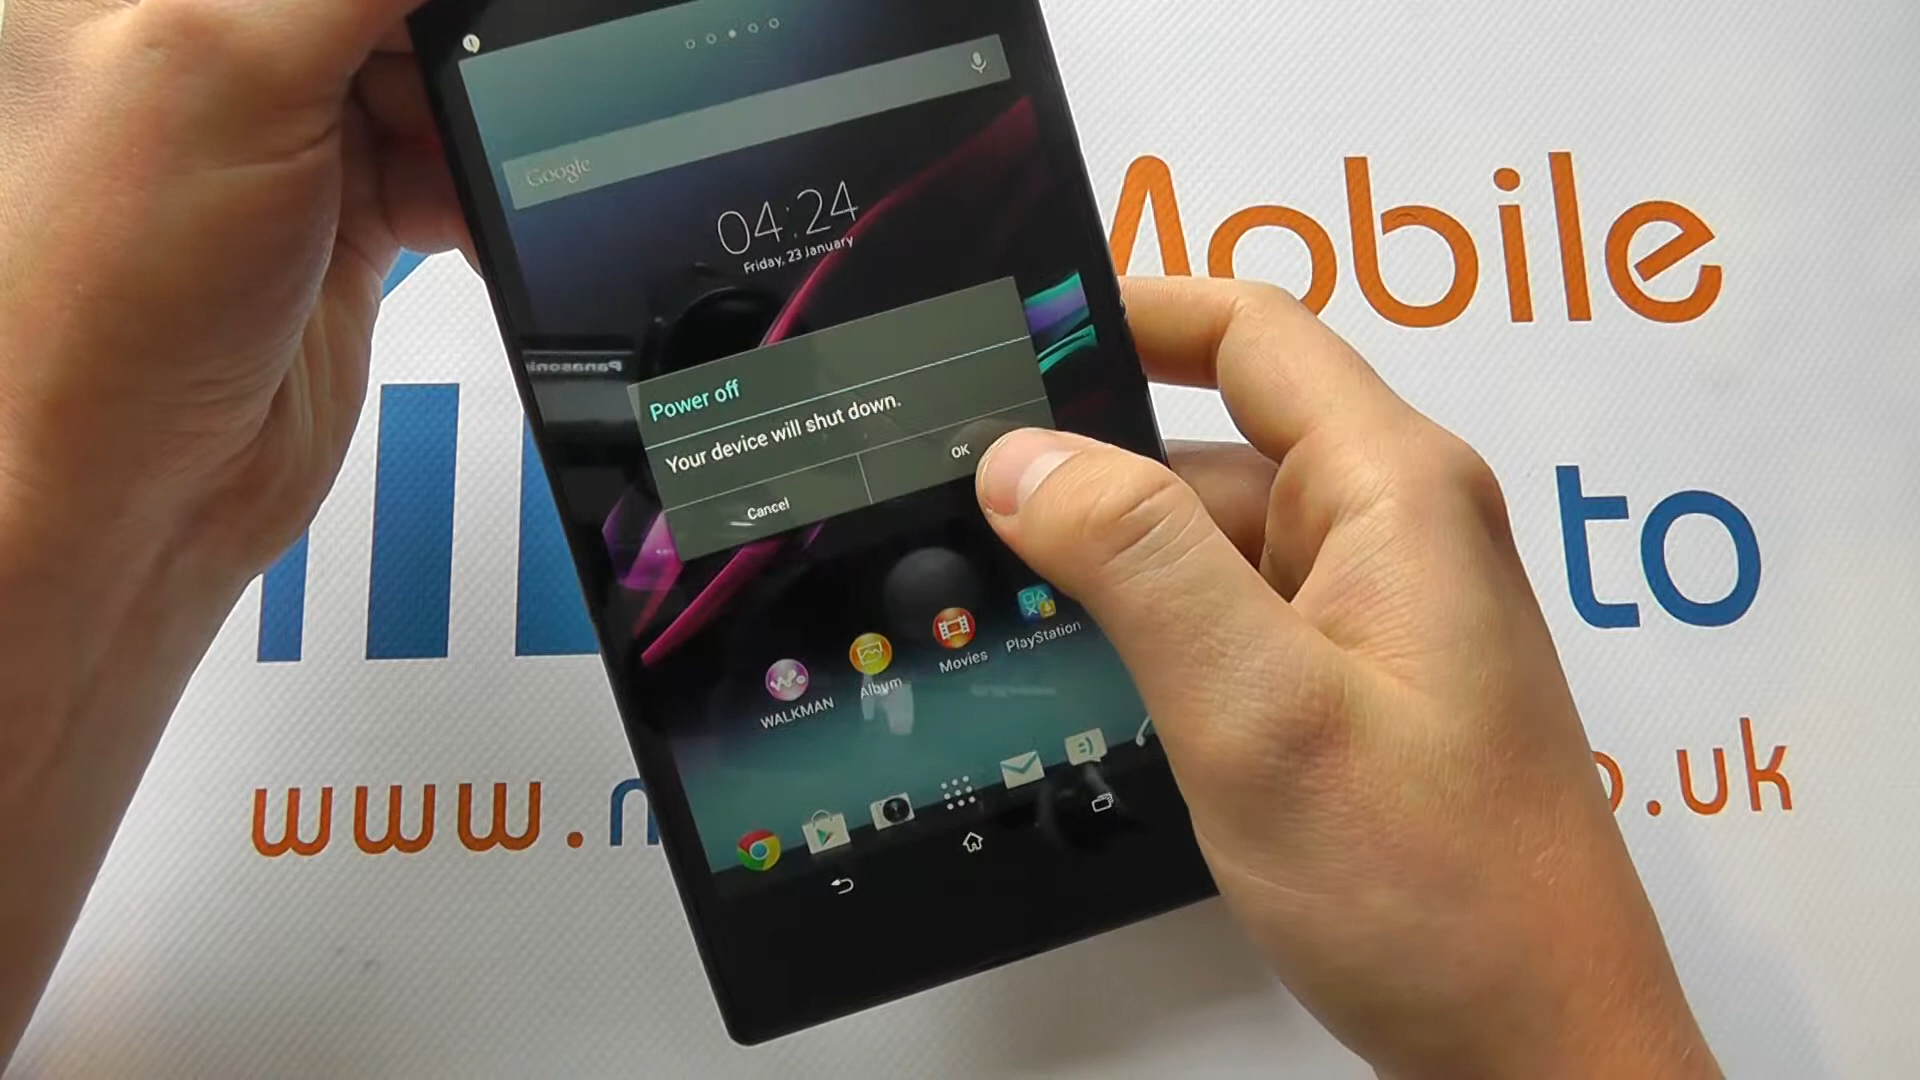 Google
04:24
Friday, 23 January
Panasonic
Power off
Your device will shut down.
Cancel
OK
WALKMAN
Album
Movies
PlayStation
Mobile
to
www.
.uk